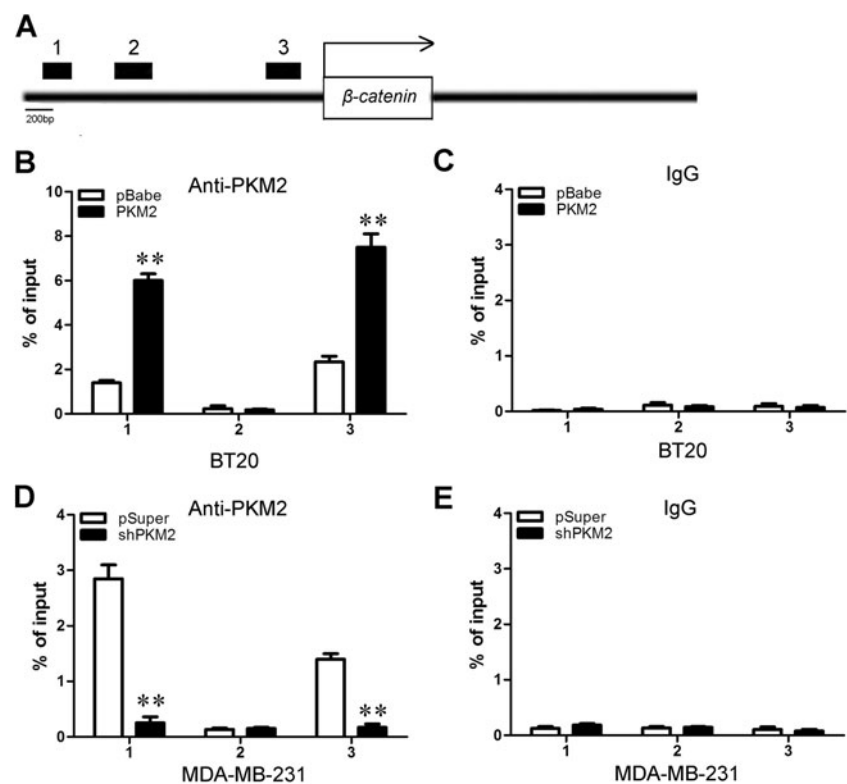 A
1 2 3
β-catenin
200bp
B
Anti-PKM2
pBabe
PKM2
10
8
6
4
2
0
% of input
**
**
1 2 3
BT20
C
IgG
pBabe
PKM2
4
3
2
1
0
% of input
1 2 3
BT20
D
Anti-PKM2
pSuper
shPKM2
4
3
2
1
0
% of input
**
**
1 2 3
MDA-MB-231
E
IgG
pSuper
shPKM2
4
3
2
1
0
% of input
1 2 3
MDA-MB-231